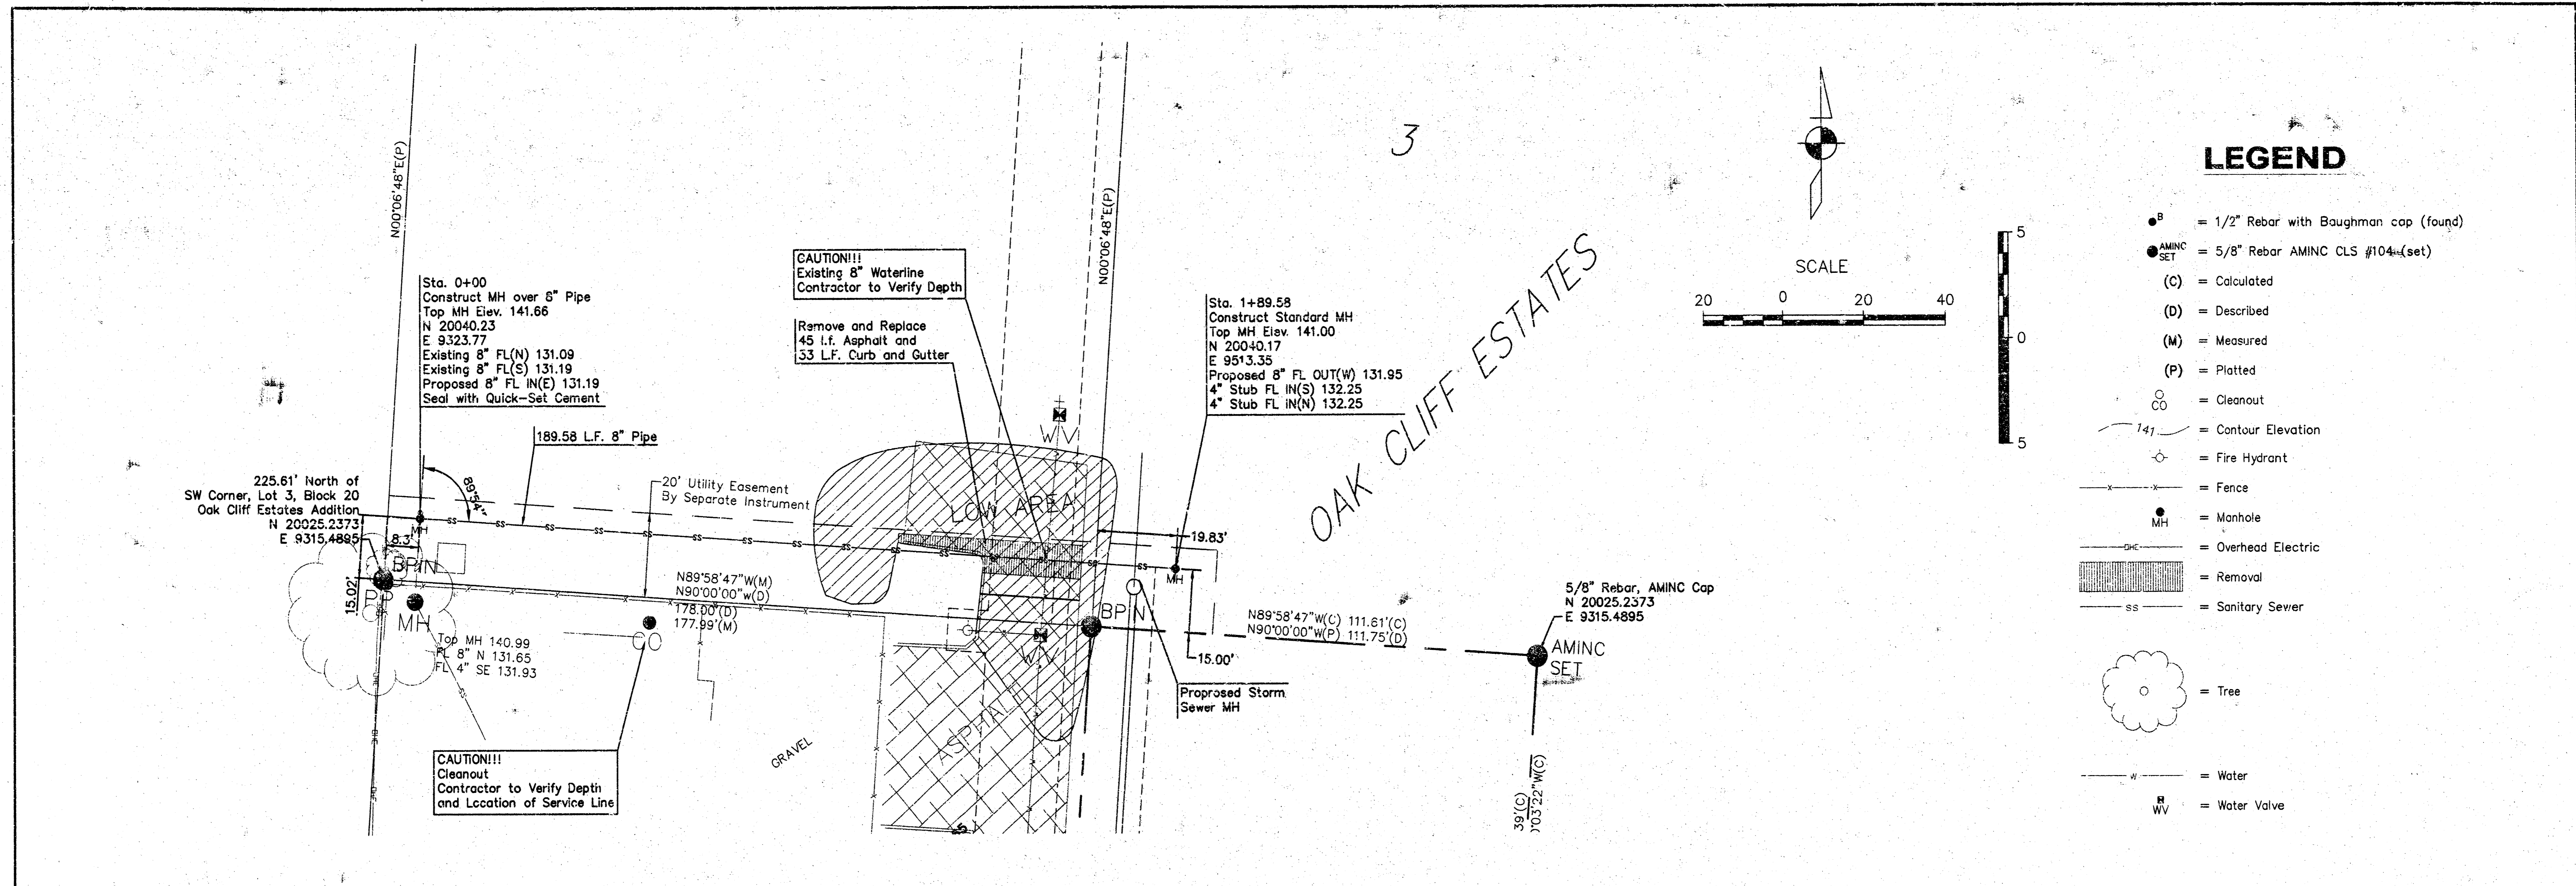 3
N00°06'48"E(P)
N00°06'48"E(P)
Sta. 0+00
Construct MH over 8" Pipe
Top MH Elev. 141.66
N 20040.23
E 9323.77
Existing 8" FL(N) 131.09
Existing 8" FL(S) 131.19
Proposed 8" FL IN(E) 131.19
Seal with Quick-Set Cement
189.58 L.F. 8" Pipe
CAUTION!!!
Existing 8" Waterline
Contractor to Verify Depth
Remove and Replace
45 l.f. Asphalt and
33 L.F. Curb and Gutter
Sta. 1+89.58
Construct Standard MH
Top MH Elev. 141.00
N 20040.17
E 9513.35
Proposed 8" FL OUT(W) 131.95
4" Stub FL IN(S) 132.25
4" Stub FL IN(N) 132.25
OAK CLIFF ESTATES
225.61' North of
SW Corner, Lot 3, Block 20
Oak Cliff Estates Addition
N 20025.2373
E 9315.4895
89°54'
8.3'
MH
15.02'
BPIN
PP
MH
Top MH 140.99
FL 8" N 131.65
FL 4" SE 131.93
20' Utility Easement
By Separate Instrument
LOW AREA
WV
19.83'
MH
N89°58'47"W(M)
N90°00'00"w(D)
178.00'(D)
177.99'(M)
CO
WV
BPIN
15.00'
N89°58'47"W(C) 111.61'(C)
N90°00'00"W(P) 111.75'(D)
5/8" Rebar, AMINC Cap
N 20025.2373
E 9315.4895
AMINC
SET
Proprosed Storm
Sewer MH
CAUTION!!!
Cleanout
Contractor to Verify Depth
and Location of Service Line
GRAVEL
ASPHALT
39'(C)
0°03'22"W(C)
SCALE
20 0 20 40
5
0
5
LEGEND
B = 1/2" Rebar with Baughman cap (found)
AMINC SET = 5/8" Rebar AMINC CLS #104 (set)
(C) = Calculated
(D) = Described
(M) = Measured
(P) = Platted
CO = Cleanout
141 = Contour Elevation
= Fire Hydrant
x x = Fence
MH = Manhole
OHE = Overhead Electric
= Removal
SS = Sanitary Sewer
= Tree
W = Water
WV = Water Valve